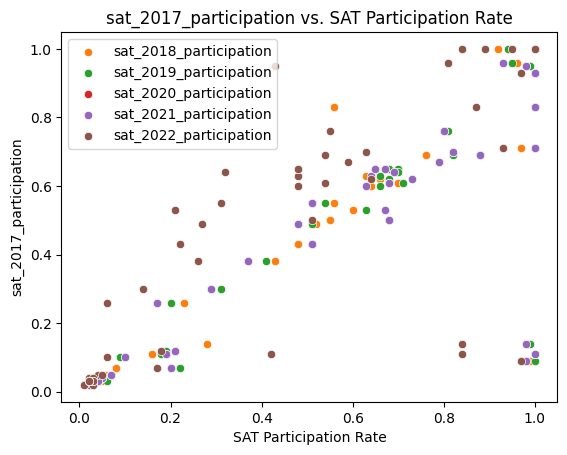 sat_2017_participation vs. SAT Participation Rate
sat_2018_participation
sat_2019_participation
sat_2020_participation
sat_2021_participation
sat_2022_participation
sat_2017_participation
1.0
0.8
0.6
0.4
0.2
0.0
0.0 0.2 0.4 0.6 0.8 1.0
SAT Participation Rate